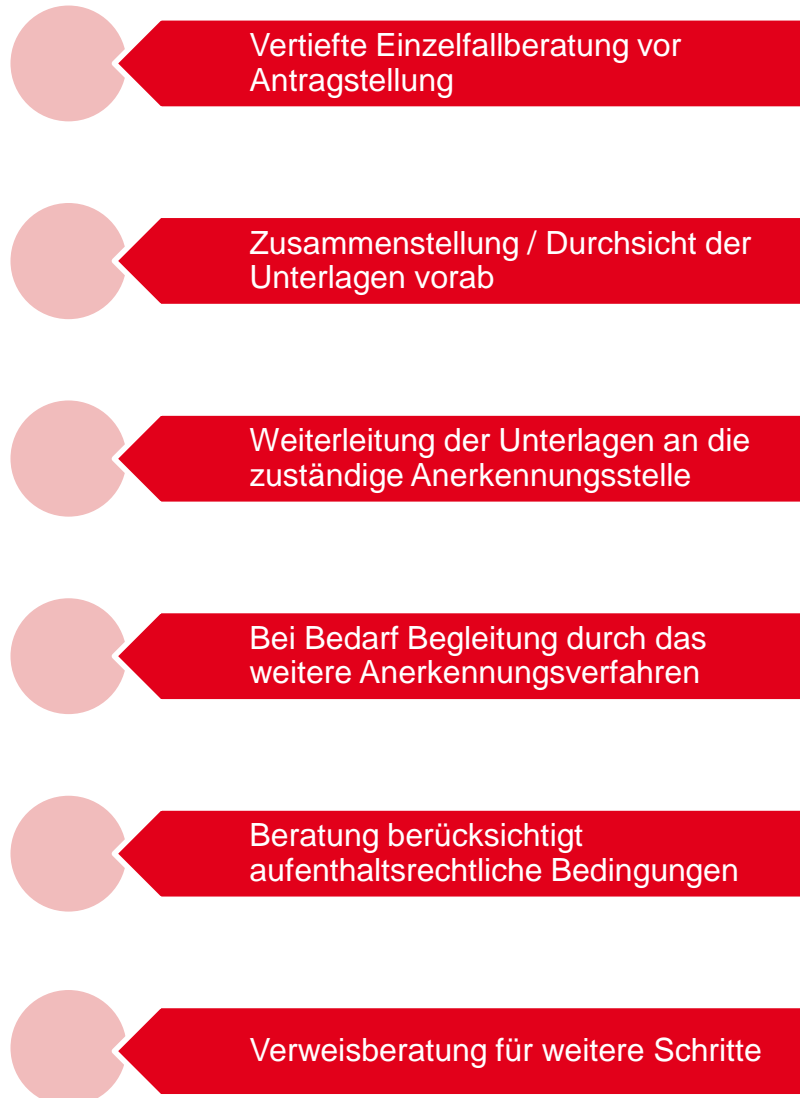 Vertiefte Einzelfallberatung vor
Antragstellung
Zusammenstellung / Durchsicht der
Unterlagen vorab
Weiterleitung der Unterlagen an die
zuständige Anerkennungsstelle
Bei Bedarf Begleitung durch das
weitere Anerkennungsverfahren
Beratung berücksichtigt
aufenthaltsrechtliche Bedingungen
Verweisberatung für weitere Schritte